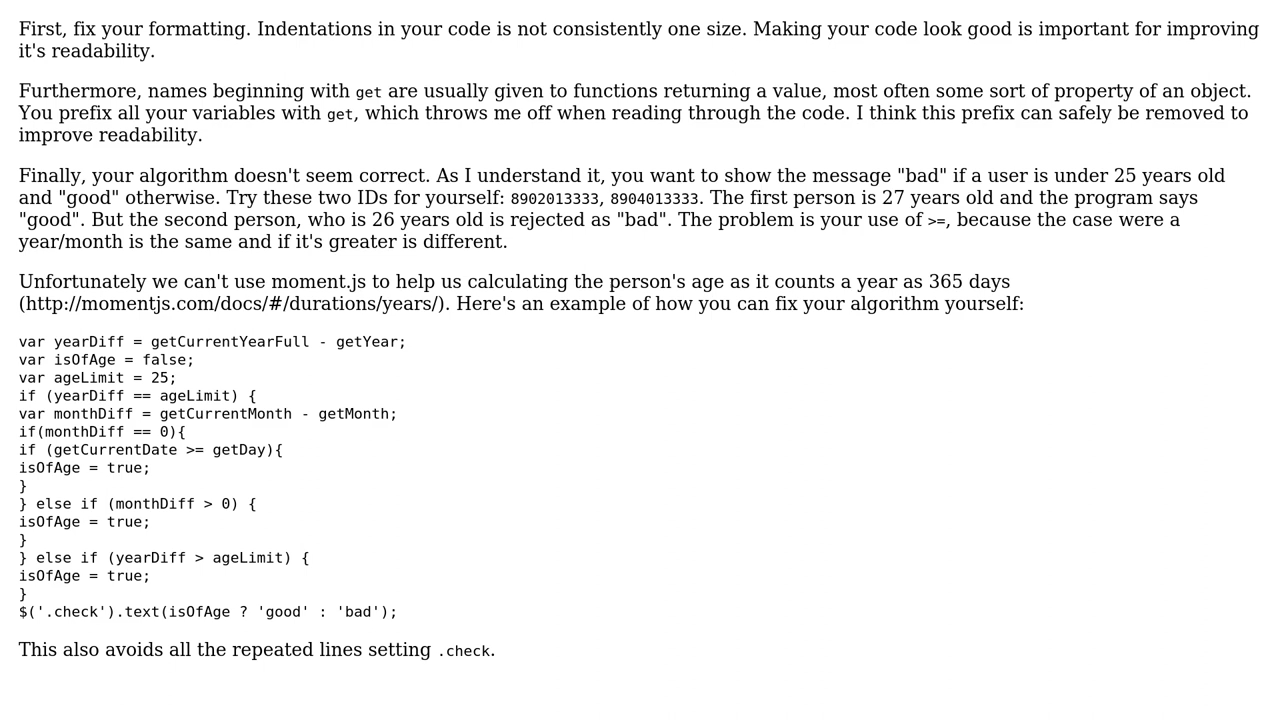 First, fix your formatting. Indentations in your code is not consistently one size. Making your code look good is important for improving
it's readability.
Furthermore, names beginning with get are usually given to functions returning a value, most often some sort of property of an object.
You prefix all your variables with get, which throws me off when reading through the code. I think this prefix can safely be removed to
improve readability.
Finally, your algorithm doesn't seem correct. As I understand it, you want to show the message "bad" if a user is under 25 years old
and "good" otherwise. Try these two IDs for yourself: 8902013333, 8904013333. The first person is 27 years old and the program says
"good". But the second person, who is 26 years old is rejected as "bad". The problem is your use of >=, because the case were a
year/month is the same and if it's greater is different.
Unfortunately we can't use moment.js to help us calculating the person's age as it counts a year as 365 days
(http://momentjs.com/docs/#/durations/years/). Here's an example of how you can fix your algorithm yourself:
var yearDiff = getCurrentYearFull - getYear;
var isOfAge = false;
var ageLimit = 25;
if (yearDiff == ageLimit) {
var monthDiff = getCurrentMonth - getMonth;
if(monthDiff == 0){
if (getCurrentDate >= getDay){
isOfAge = true;
}
} else if (monthDiff > 0) {
isOfAge = true;
}
} else if (yearDiff > ageLimit) {
isOfAge = true;
}
$('.check').text(isOfAge ? 'good' : 'bad');
This also avoids all the repeated lines setting .check.